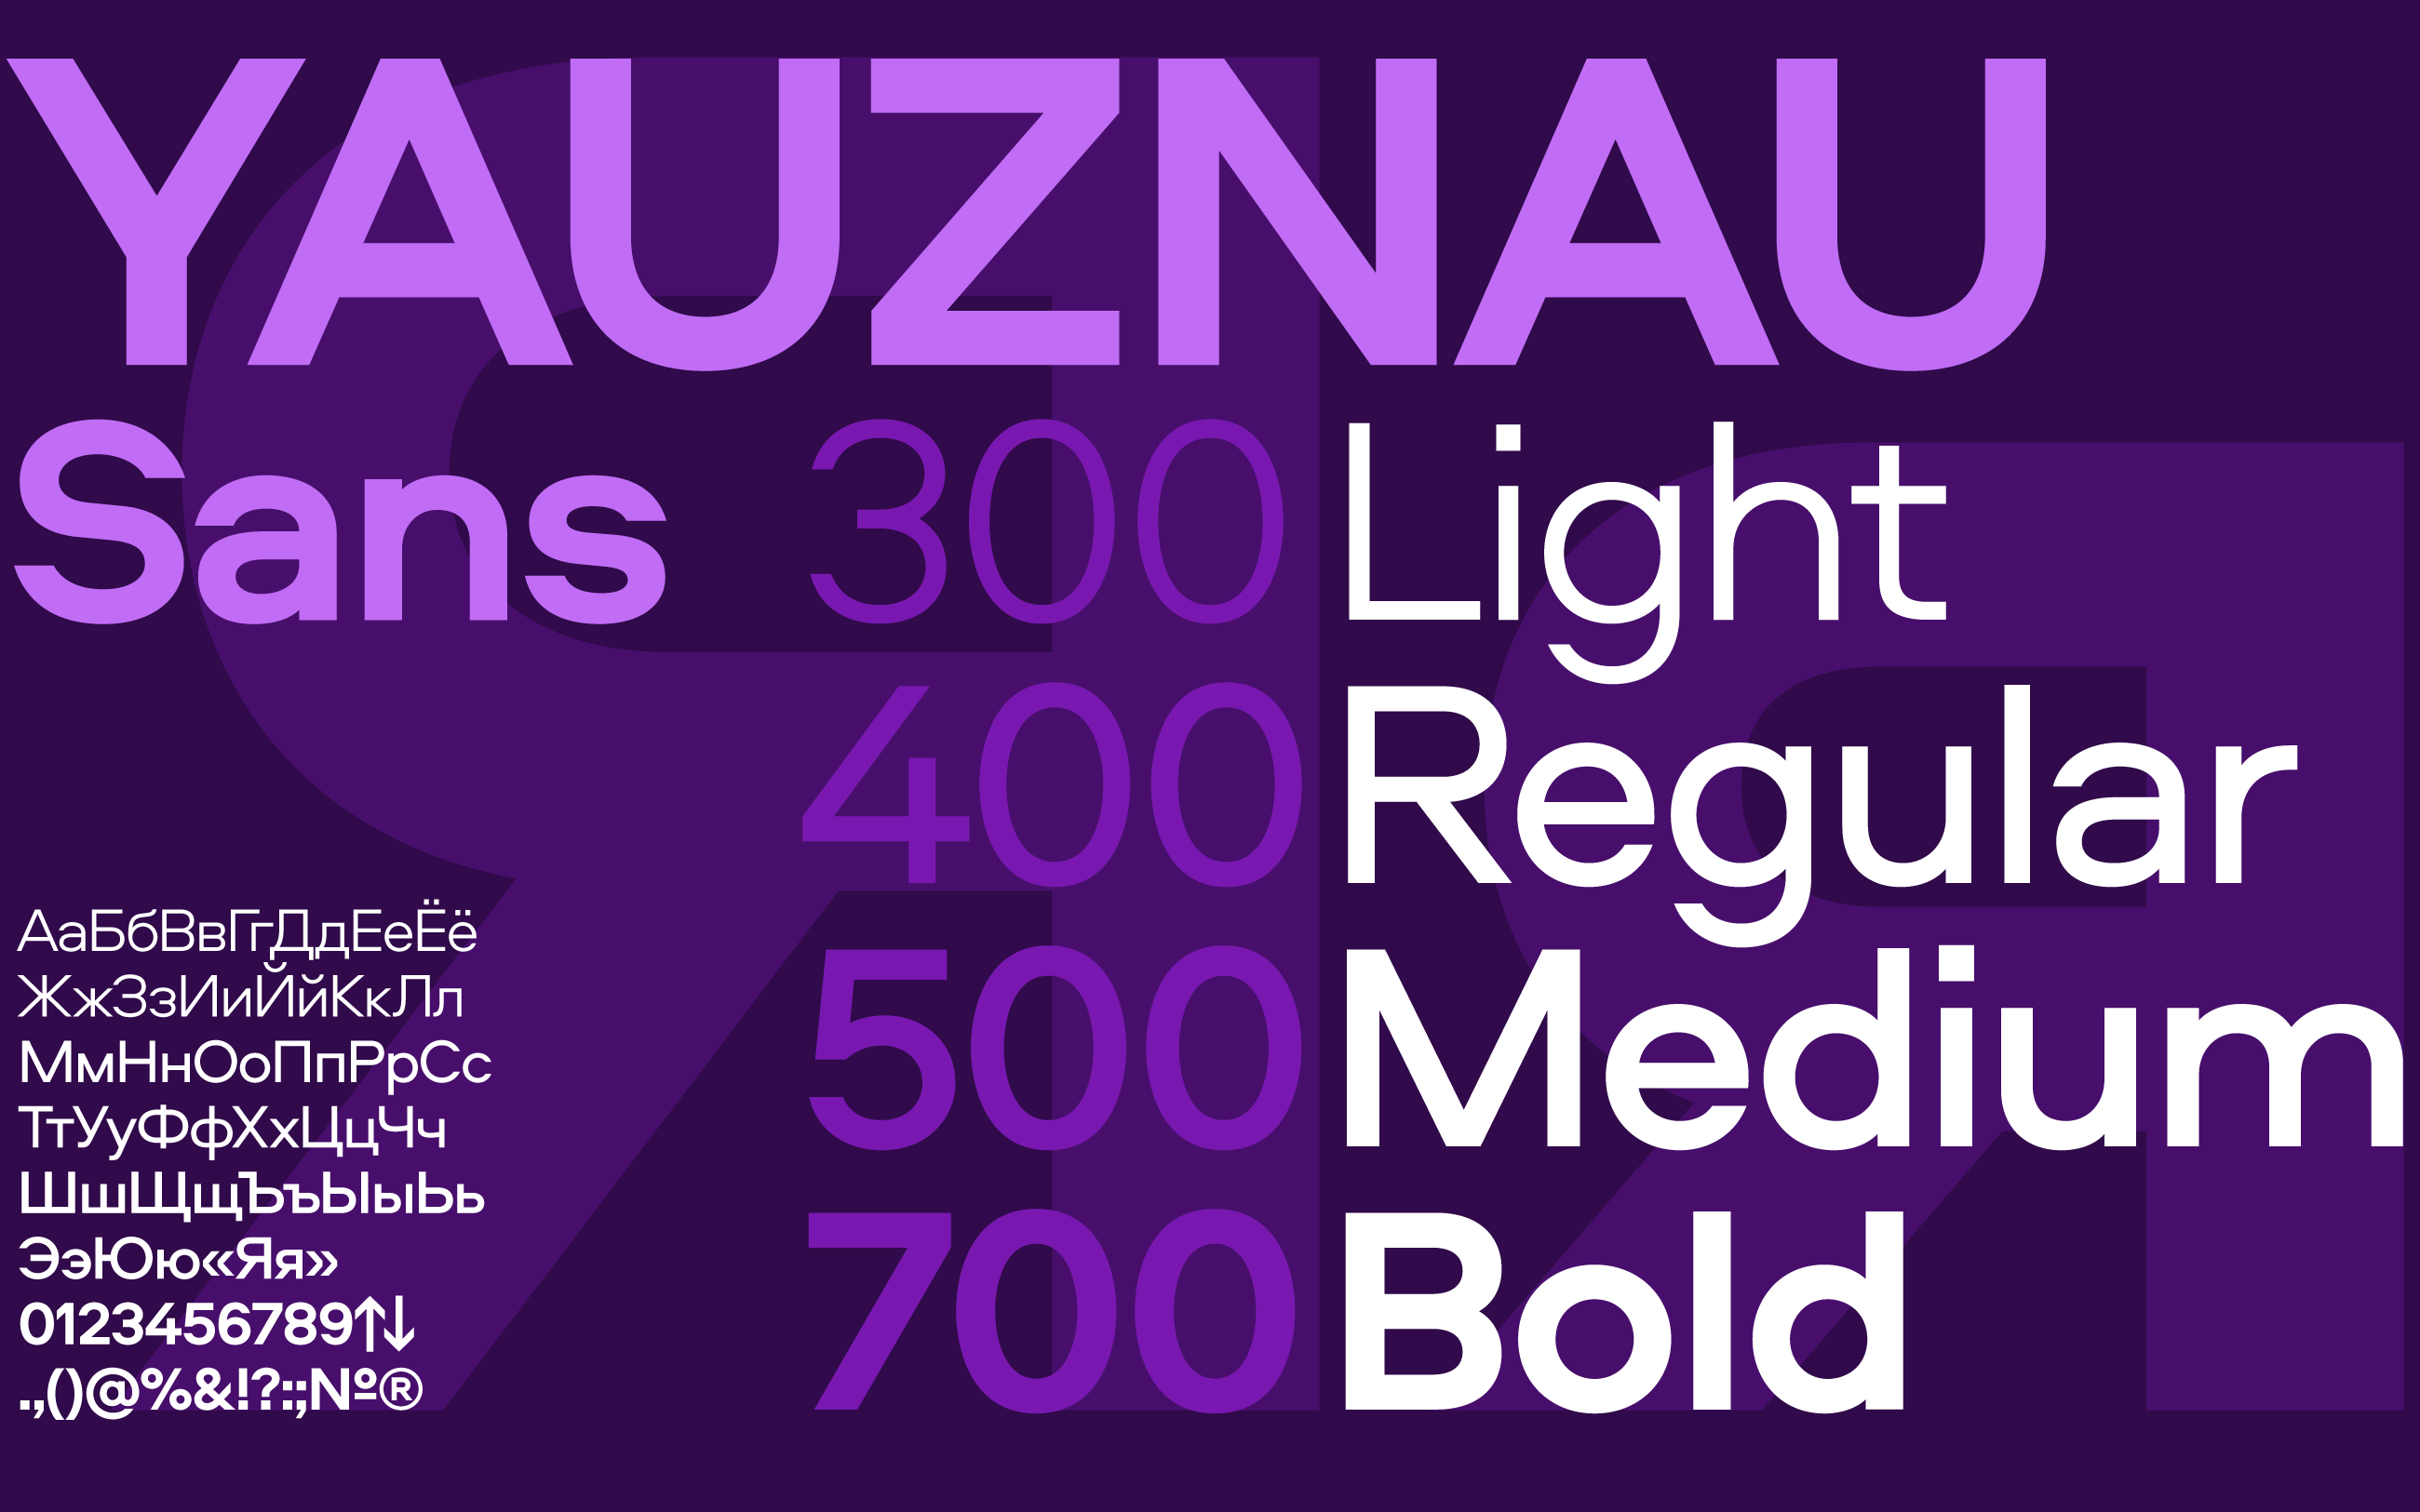 YAUZNAU
Sans
300 Light
400 Regular
500 Medium
700 Bold
АаБбВвГгДдЕеЁё
ЖжЗзИиЙйКкЛл
МмНнОоПпРрСс
ТтУуФфХхЦцЧч
ШшЩщЪъЫыЬь
ЭэЮю«Яя»
0123456789↑↓
.,()@%&!?:;№®
Яя